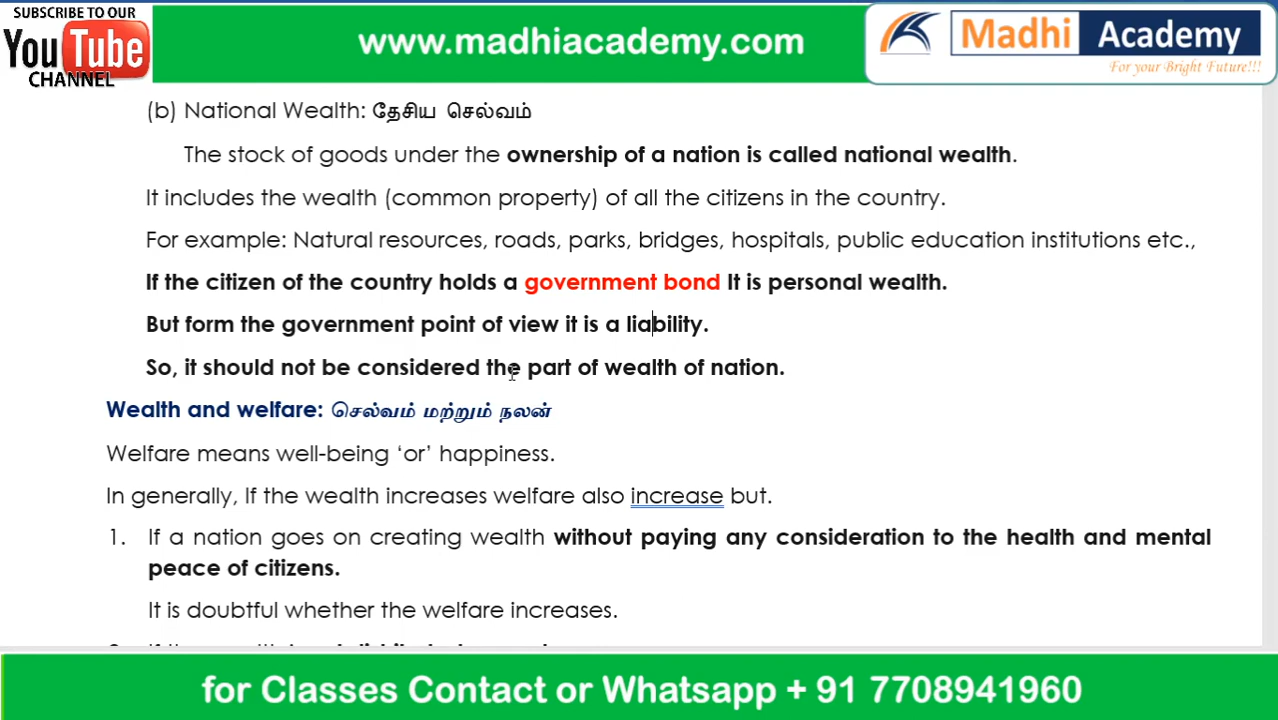 SUBSCRIBE TO OUR
YouTube
CHANNEL
www.madhiacademy.com
Madhi Academy
For your Bright Future!!!
(b) National Wealth: தேசிய செல்வம்
The stock of goods under the ownership of a nation is called national wealth.
It includes the wealth (common property) of all the citizens in the country.
For example: Natural resources, roads, parks, bridges, hospitals, public education institutions etc.,
If the citizen of the country holds a government bond It is personal wealth.
But form the government point of view it is a liability.
So, it should not be considered the part of wealth of nation.
Wealth and welfare: செல்வம் மற்றும் நலன்
Welfare means well-being ‘or’ happiness.
In generally, If the wealth increases welfare also increase but.
1. If a nation goes on creating wealth without paying any consideration to the health and mental
peace of citizens.
It is doubtful whether the welfare increases.
for Classes Contact or Whatsapp + 91 7708941960